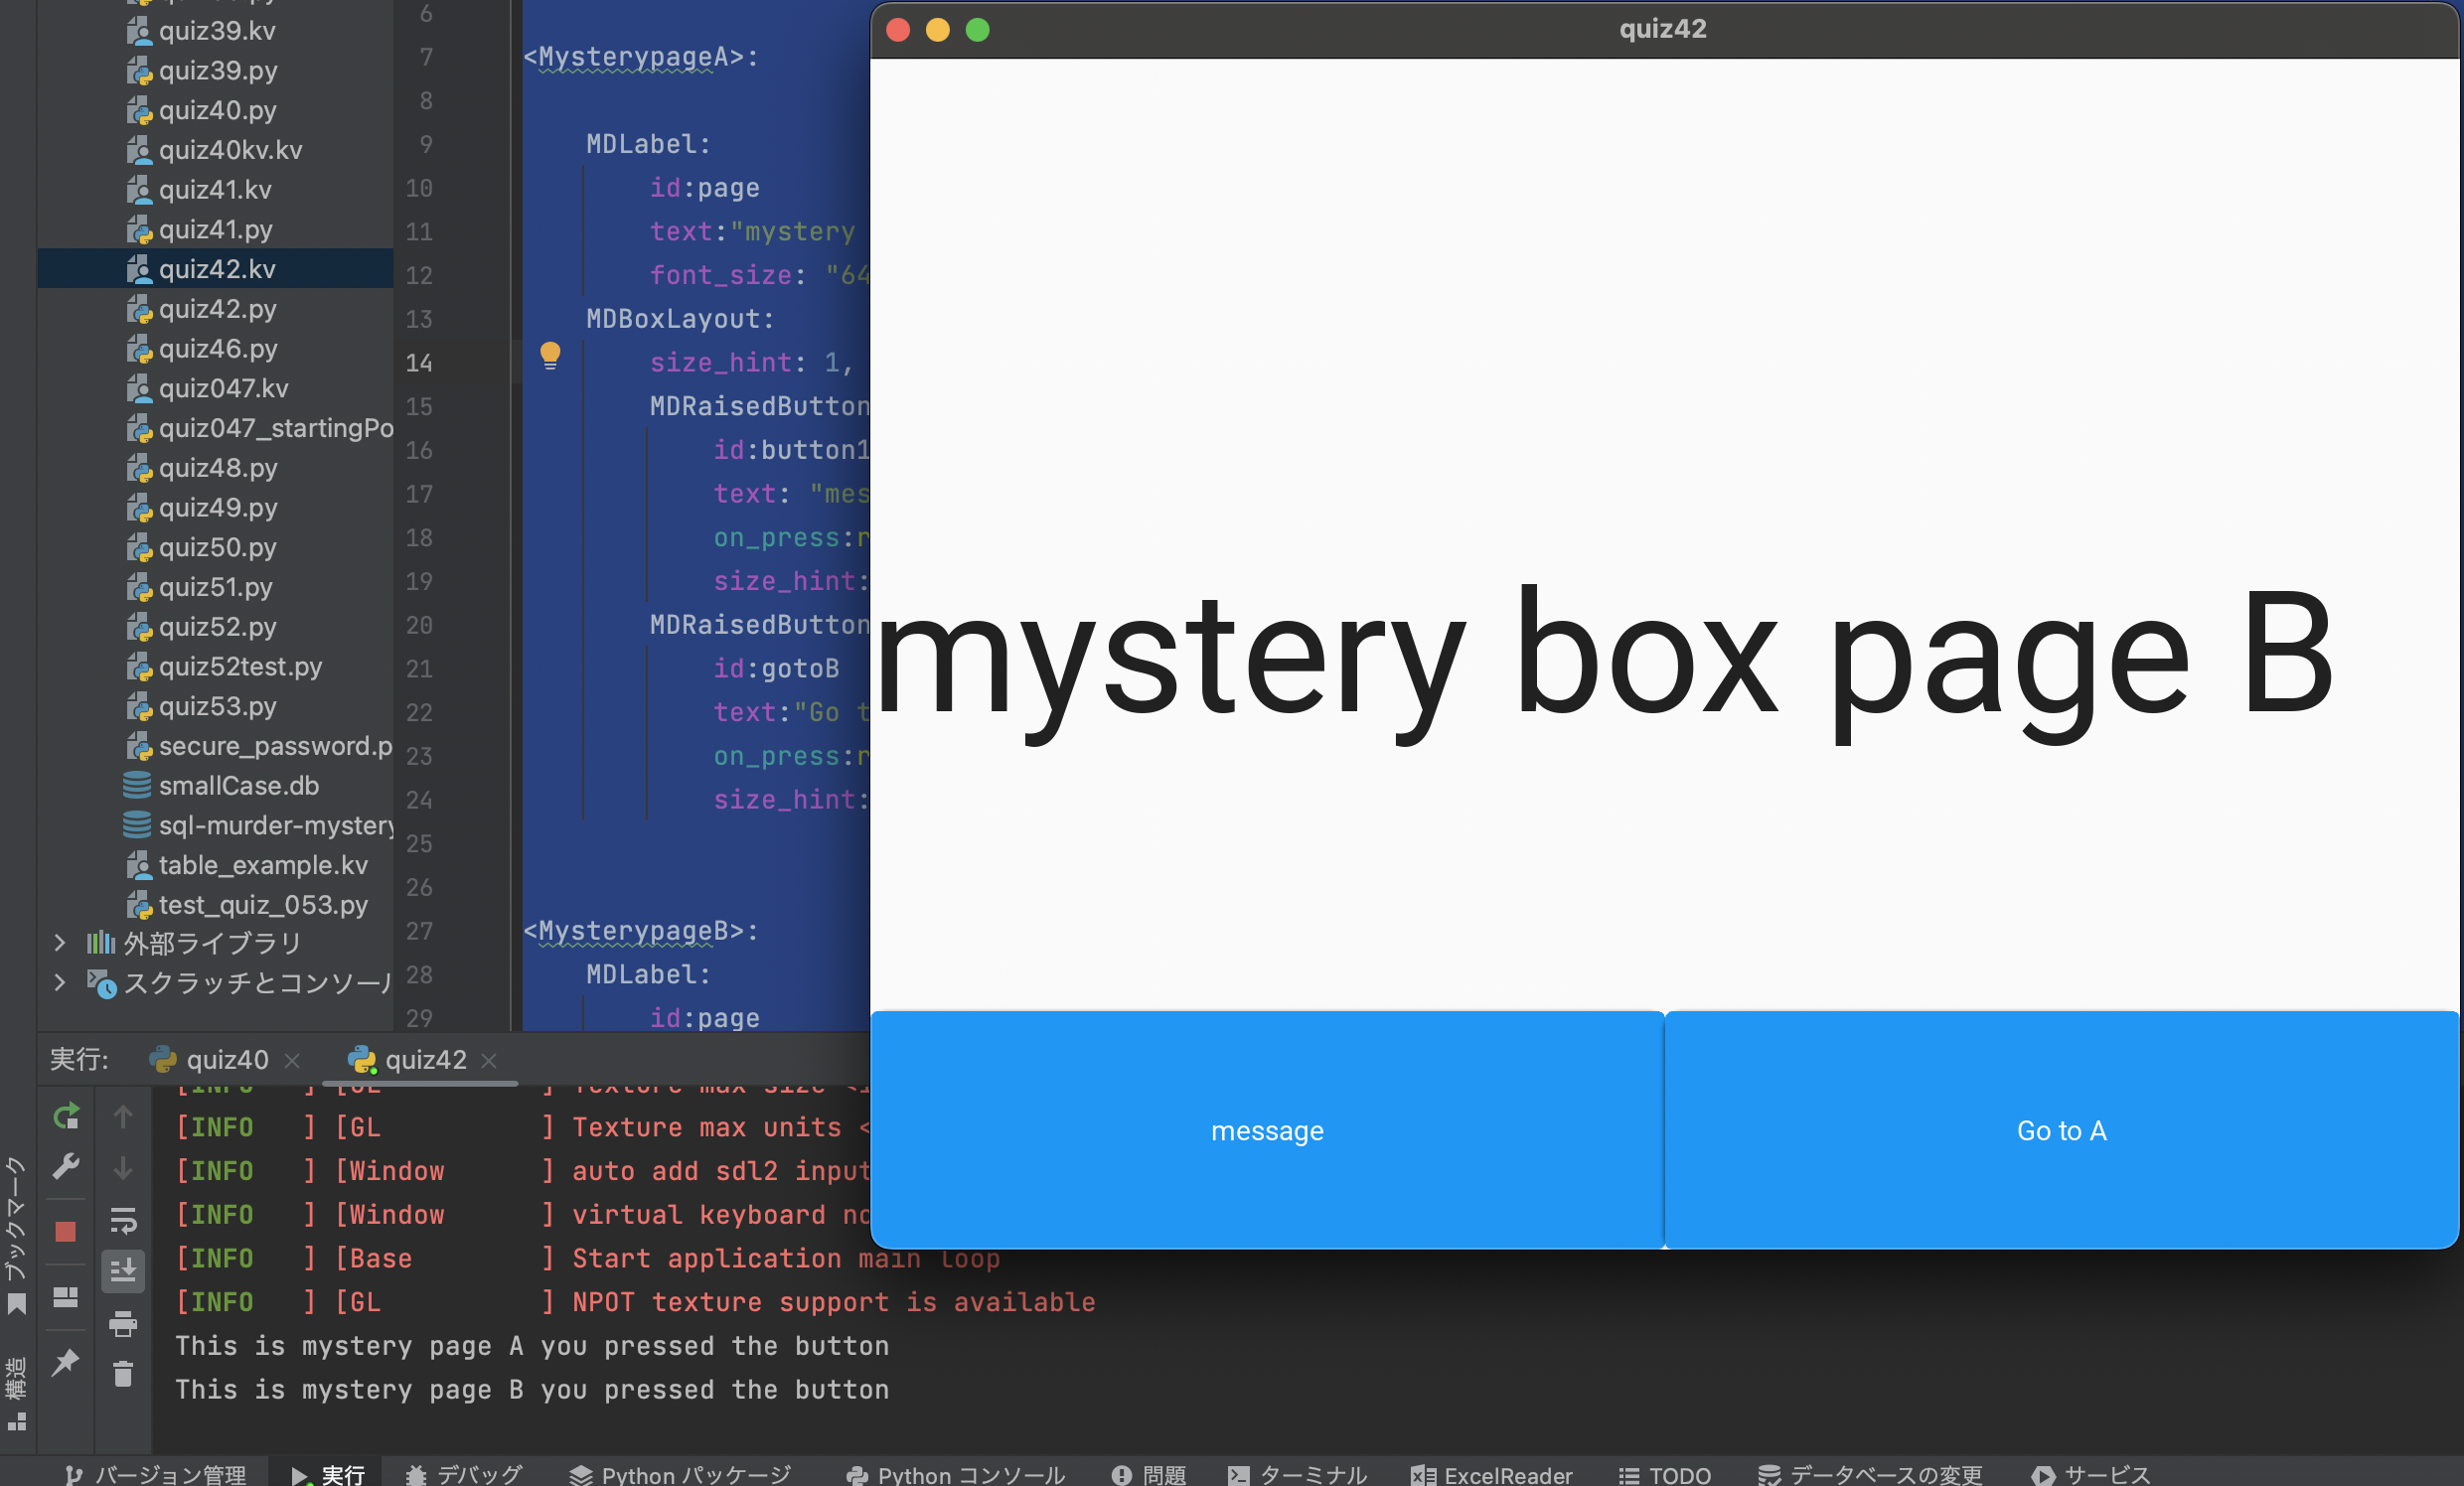 quiz39.kv
quiz39.py
quiz40.py
quiz40kv.kv
quiz41.kv
quiz41.py
quiz42.kv
quiz42.py
quiz46.py
quiz047.kv
quiz047_startingPo
quiz48.py
quiz49.py
quiz50.py
quiz51.py
quiz52.py
quiz52test.py
quiz53.py
secure_password.p
smallCase.db
sql-murder-mystery
table_example.kv
test_quiz_053.py
外部ライブラリ
スクラッチとコンソール
6
7 <MysterypageA>:
8
9 MDLabel:
10 id:page
11 text:"mystery
12 font_size: "64
13 MDBoxLayout:
14 size_hint: 1,
15 MDRaisedButton
16 id:button1
17 text: "mes
18 on_press:r
19 size_hint:
20 MDRaisedButton
21 id:gotoB
22 text:"Go t
23 on_press:r
24 size_hint:
25
26
27 <MysterypageB>:
28 MDLabel:
29 id:page
quiz42
mystery box page B
message
Go to A
実行: quiz40 quiz42
[INFO ] [GL ] Texture max size <1
[INFO ] [GL ] Texture max units <
[INFO ] [Window ] auto add sdl2 input
[INFO ] [Window ] virtual keyboard no
[INFO ] [Base ] Start application main loop
[INFO ] [GL ] NPOT texture support is available
This is mystery page A you pressed the button
This is mystery page B you pressed the button
ブックマーク
構造
バージョン管理 実行 デバッグ Python パッケージ Python コンソール 問題 ターミナル ExcelReader TODO データベースの変更 サービス